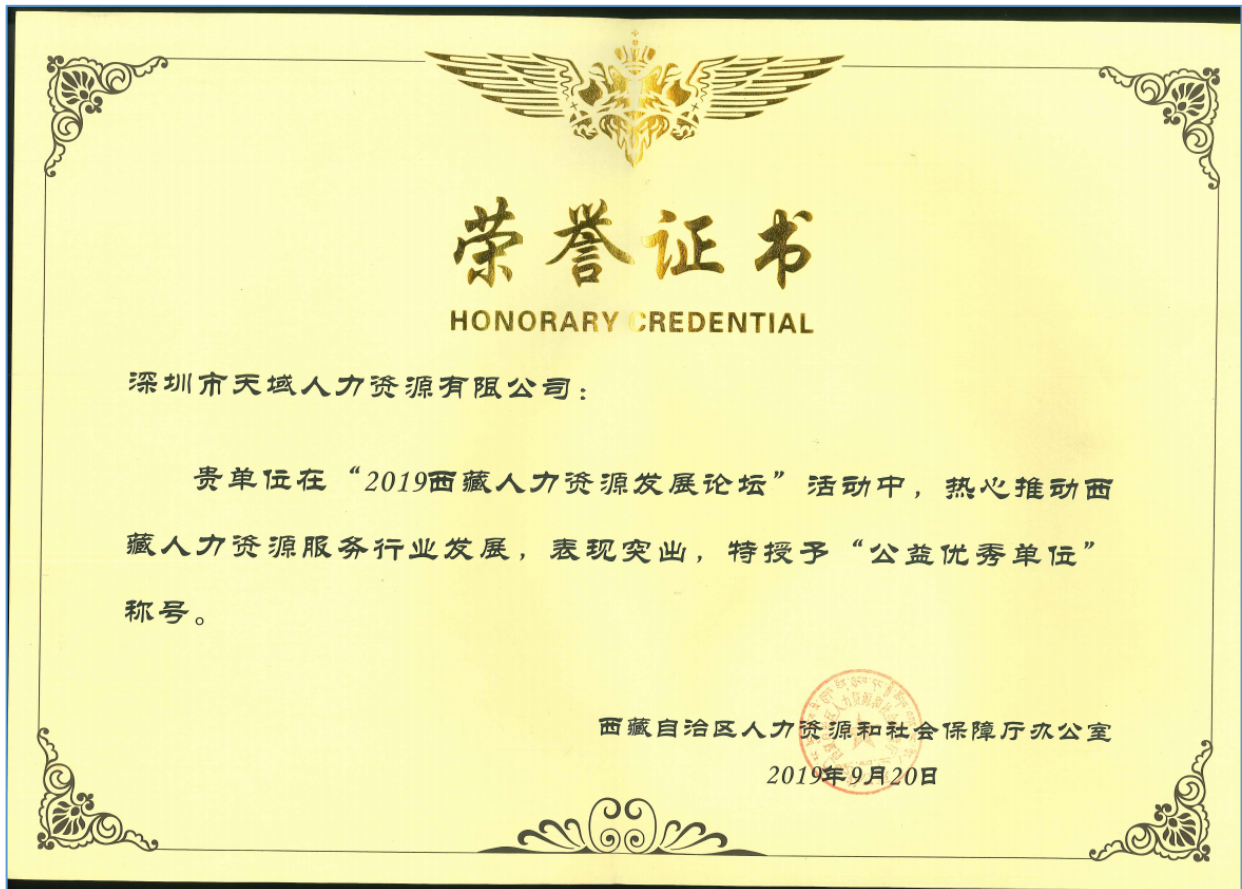 荣誉证书
HONORARY CREDENTIAL
深圳市天域人力资源有限公司：
贵单位在“2019西藏人力资源发展论坛”活动中，热心推动西
藏人力资源服务行业发展，表现突出，特授予“公益优秀单位”
称号。
西藏自治区人力资源和社会保障厅办公室
2019年9月20日